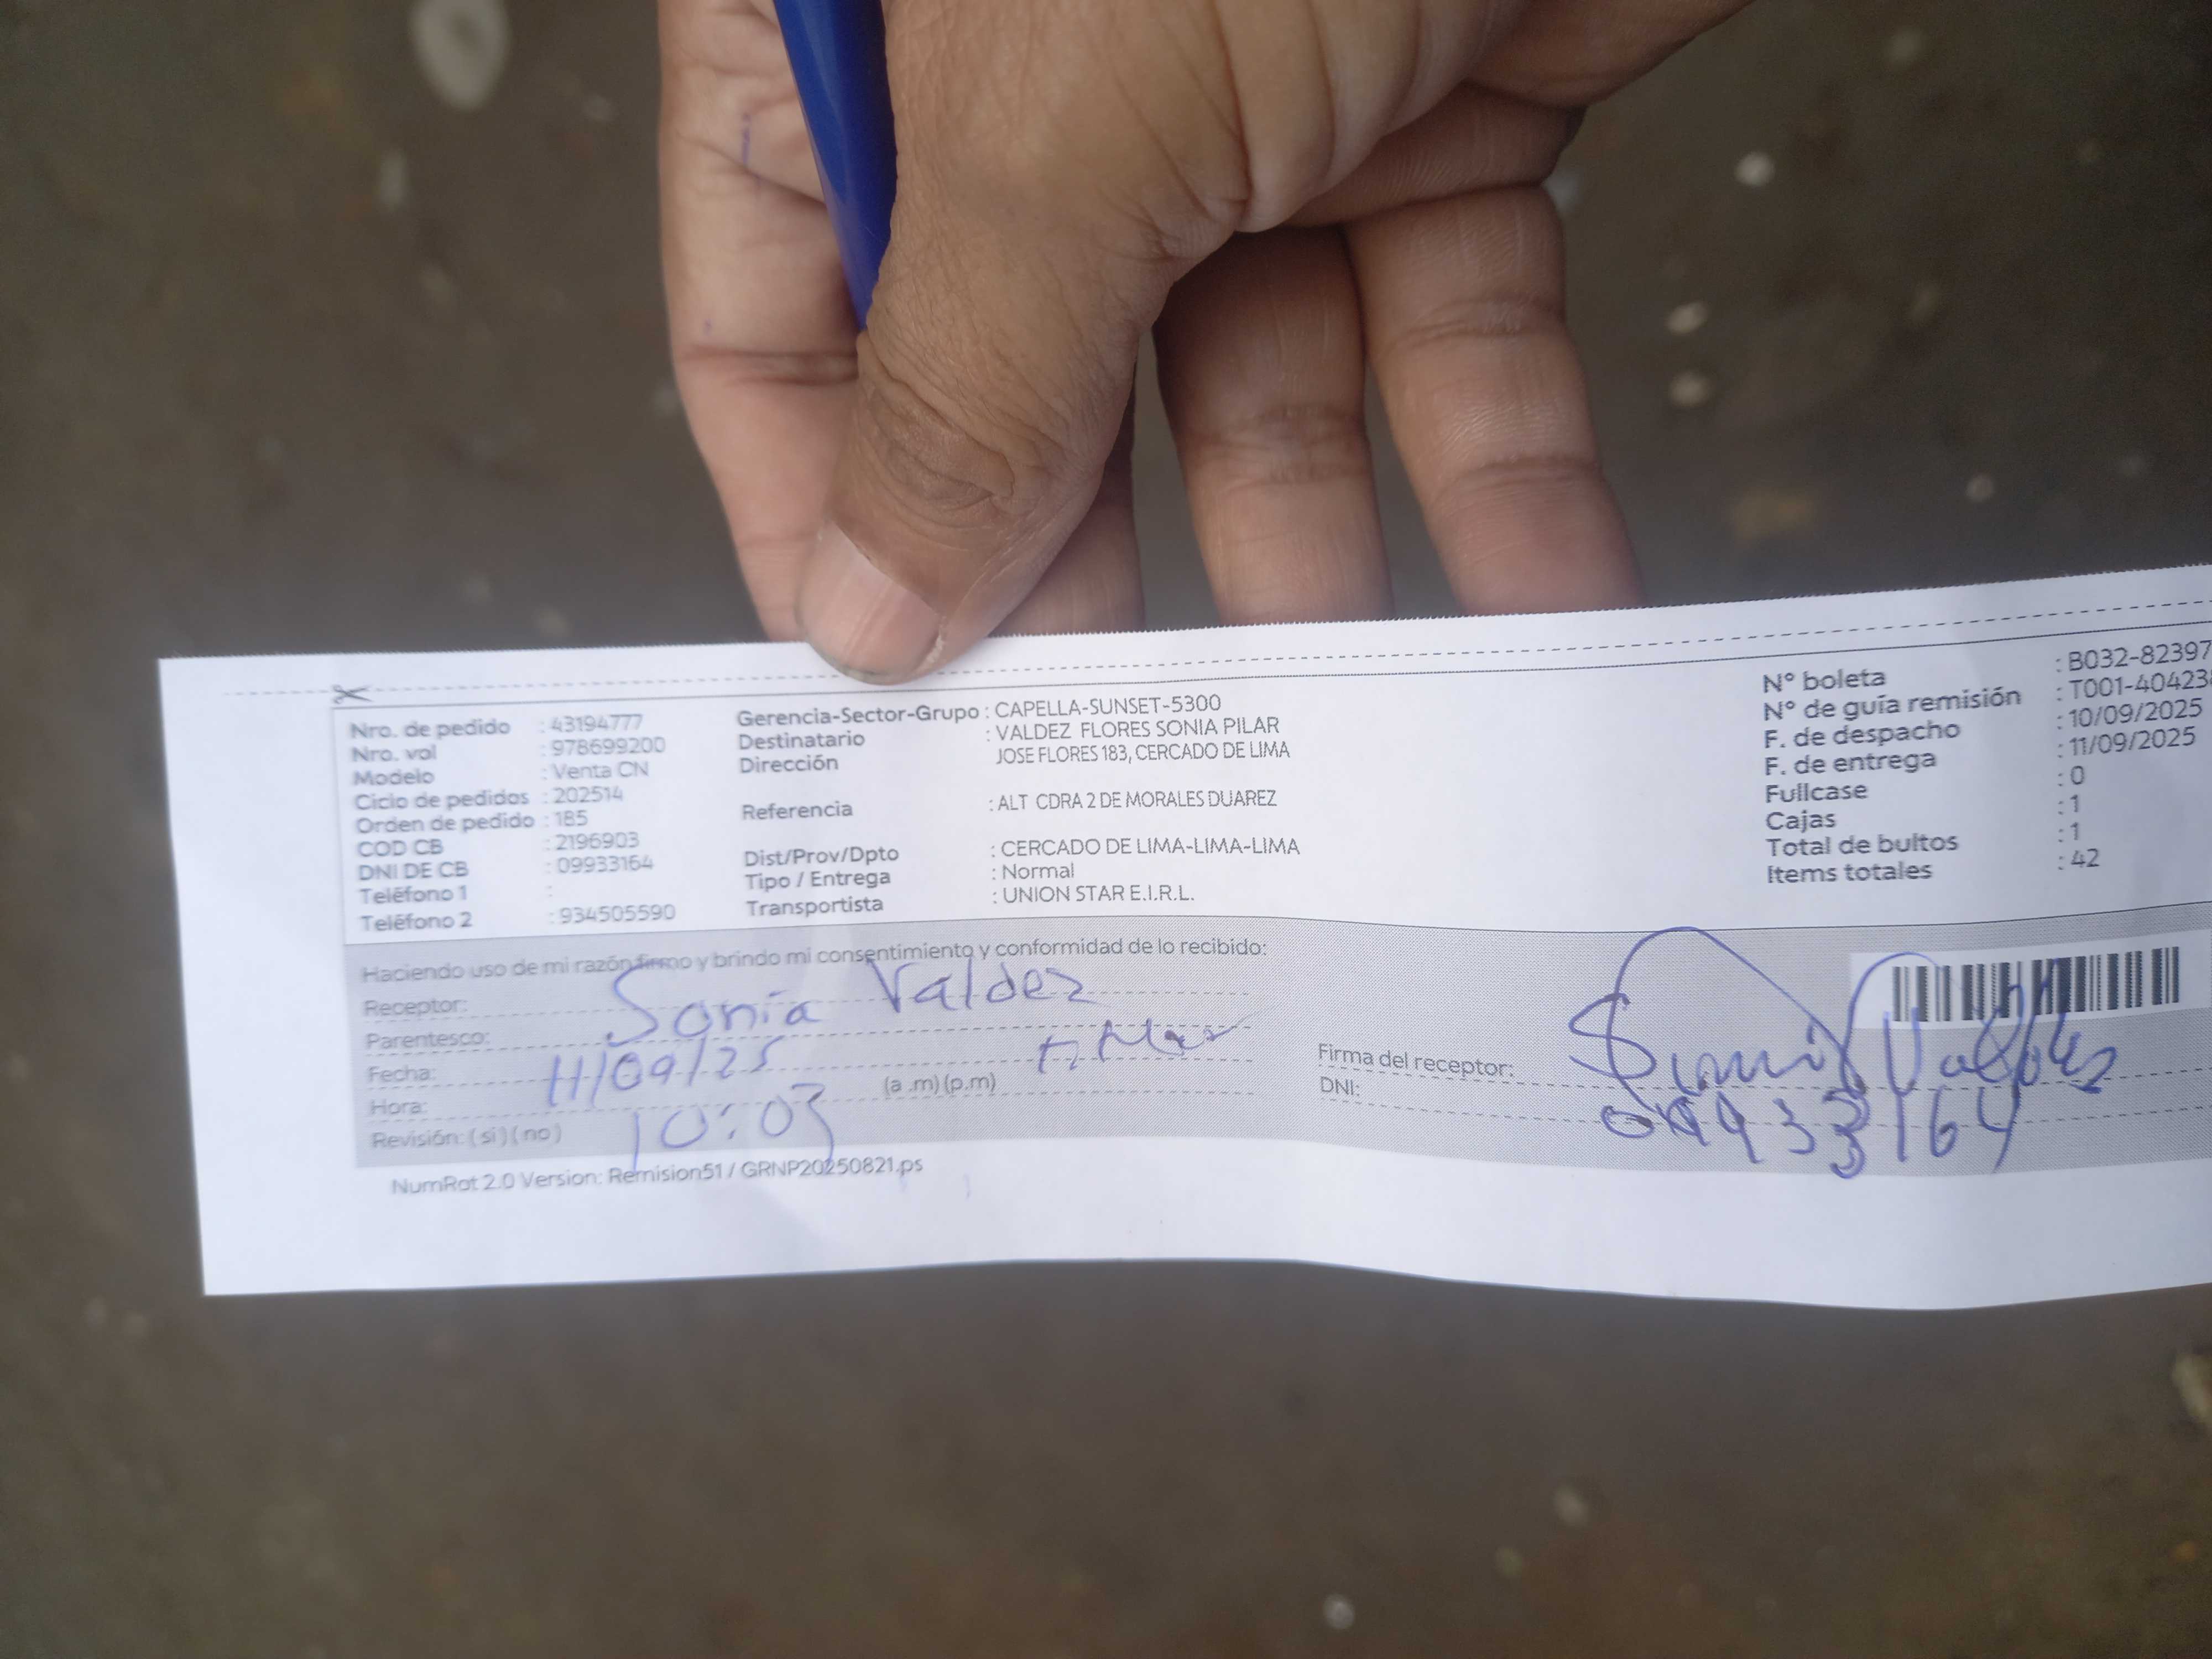 Nro. de pedido : 43194777
Nro. val : 978699200
Modelo : Venta CN
Ciclo de pedidos : 202514
Orden de pedido : 185
COD CB : 2196903
DNI DE CB : 09933164
Teléfono 1 :
Teléfono 2 : 934505590
Gerencia-Sector-Grupo : CAPELLA-SUNSET-5300
Destinatario : VALDEZ FLORES SONIA PILAR
Dirección JOSE FLORES 183, CERCADO DE LIMA
Referencia : ALT CDRA 2 DE MORALES DUAREZ
Dist/Prov/Dpto : CERCADO DE LIMA-LIMA-LIMA
Tipo / Entrega : Normal
Transportista : UNION STAR E.I.R.L.
N° boleta : B032-82397
N° de guía remisión : T001-40423
F. de despacho : 10/09/2025
F. de entrega : 11/09/2025
Fullcase : 0
Cajas : 1
Total de bultos : 1
Items totales : 42
Haciendo uso de mi razón firmo y brindo mi consentimiento y conformidad de lo recibido:
Receptor: Sonia Valdez
Parentesco:
Fecha: 11/09/25
Hora: 10:03 (a .m) (p.m)
Revisión: ( si ) ( no )
Firma del receptor: Valdez
DNI: 09933164
NumRot 2.0 Version: Remision51 / GRNP20250821.ps